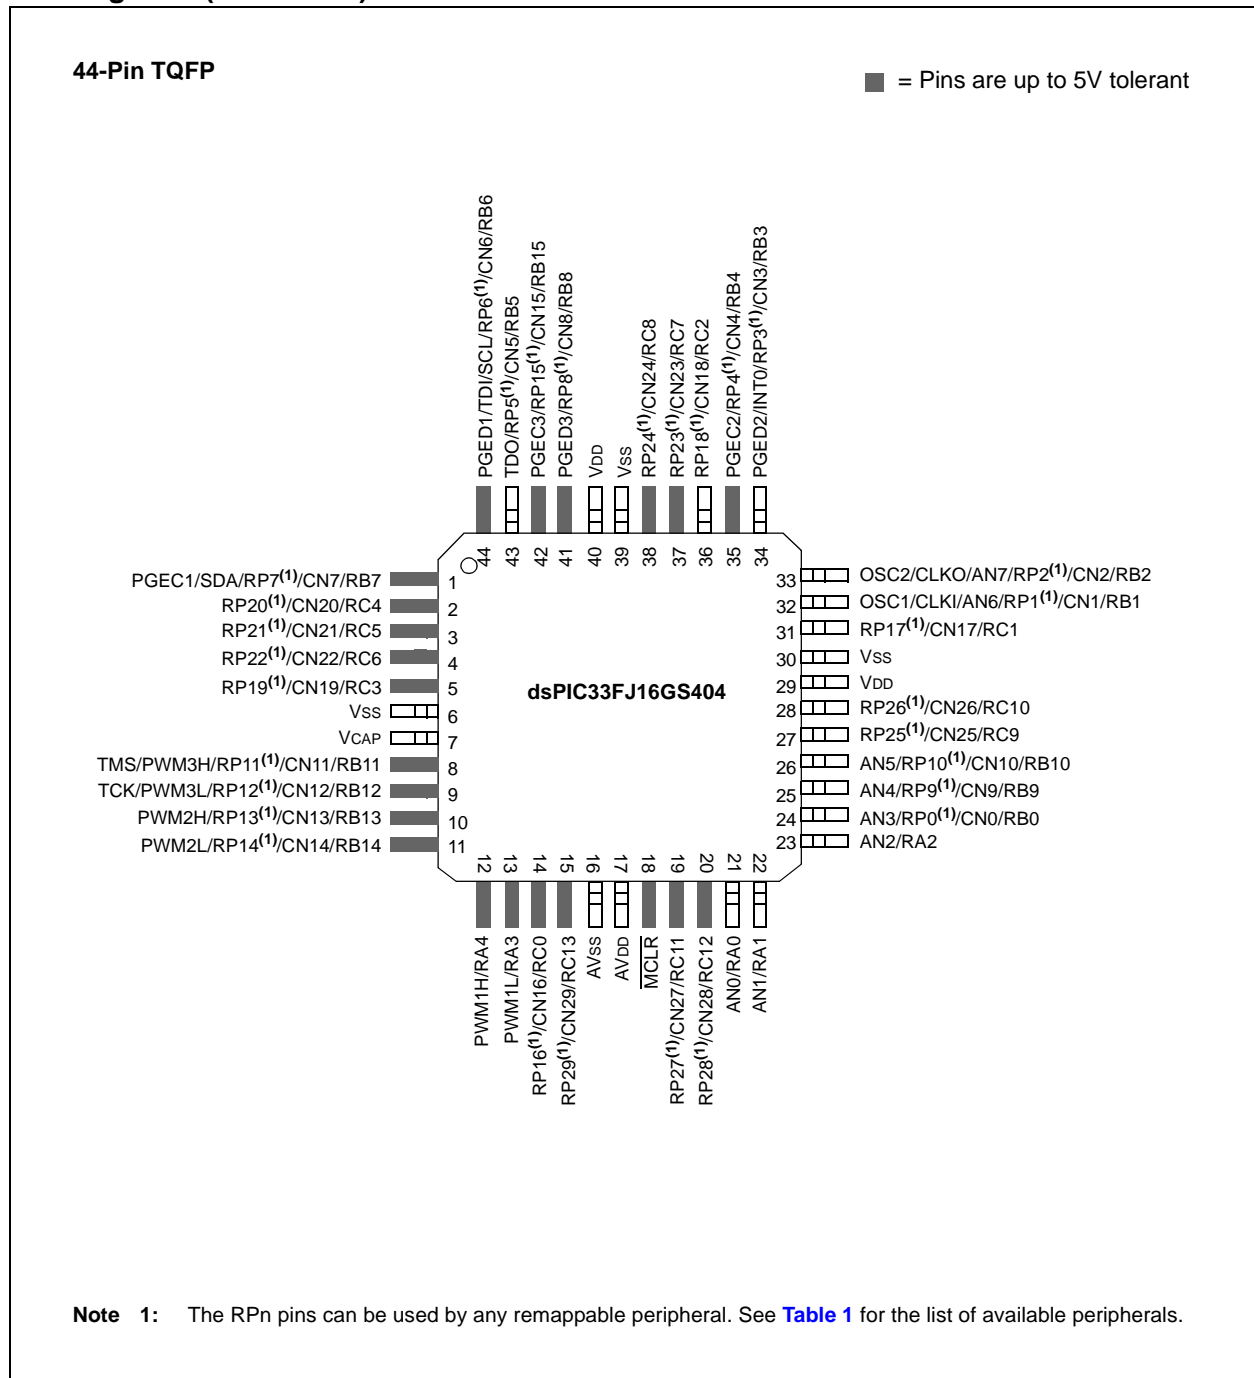 44-Pin TQFP
= Pins are up to 5V tolerant
PGED1/TDI/SCL/RP6(1)/CN6/RB6
TDO/RP5(1)/CN5/RB5
PGEC3/RP15(1)/CN15/RB15
PGED3/RP8(1)/CN8/RB8
VDD
VSS
RP24(1)/CN24/RC8
RP23(1)/CN23/RC7
RP18(1)/CN18/RC2
PGEC2/RP4(1)/CN4/RB4
PGED2/INT0/RP3(1)/CN3/RB3
44 43 42 41 40 39 38 37 36 35 34
PGEC1/SDA/RP7(1)/CN7/RB7 1
RP20(1)/CN20/RC4 2
RP21(1)/CN21/RC5 3
RP22(1)/CN22/RC6 4
RP19(1)/CN19/RC3 5
VSS 6
VCAP 7
TMS/PWM3H/RP11(1)/CN11/RB11 8
TCK/PWM3L/RP12(1)/CN12/RB12 9
PWM2H/RP13(1)/CN13/RB13 10
PWM2L/RP14(1)/CN14/RB14 11
dsPIC33FJ16GS404
33 OSC2/CLKO/AN7/RP2(1)/CN2/RB2
32 OSC1/CLKI/AN6/RP1(1)/CN1/RB1
31 RP17(1)/CN17/RC1
30 VSS
29 VDD
28 RP26(1)/CN26/RC10
27 RP25(1)/CN25/RC9
26 AN5/RP10(1)/CN10/RB10
25 AN4/RP9(1)/CN9/RB9
24 AN3/RP0(1)/CN0/RB0
23 AN2/RA2
12 13 14 15 16 17 18 19 20 21 22
PWM1H/RA4
PWM1L/RA3
RP16(1)/CN16/RC0
RP29(1)/CN29/RC13
AVSS
AVDD
MCLR
RP27(1)/CN27/RC11
RP28(1)/CN28/RC12
AN0/RA0
AN1/RA1
Note 1: The RPn pins can be used by any remappable peripheral. See Table 1 for the list of available peripherals.